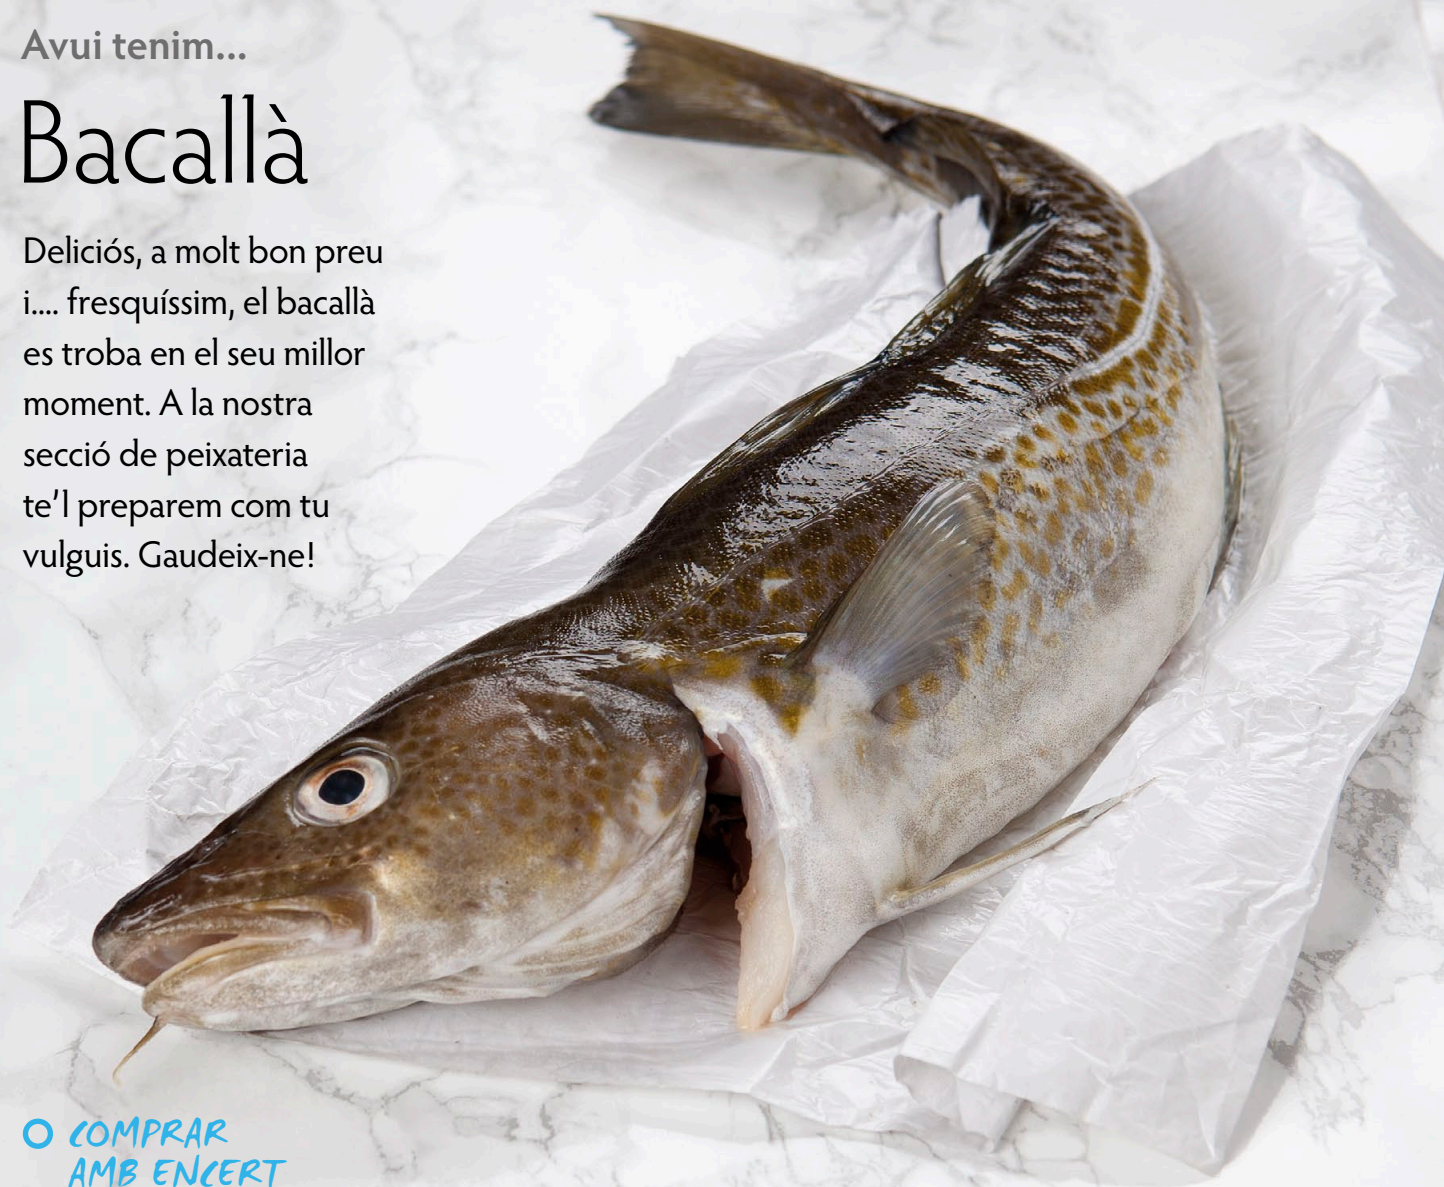 Avui tenim...
Bacallà
Deliciós, a molt bon preu
i.... fresquíssim, el bacallà
es troba en el seu millor
moment. A la nostra
secció de peixateria
te’l preparem com tu
vulguis. Gaudeix-ne!
COMPRAR
AMB ENCERT